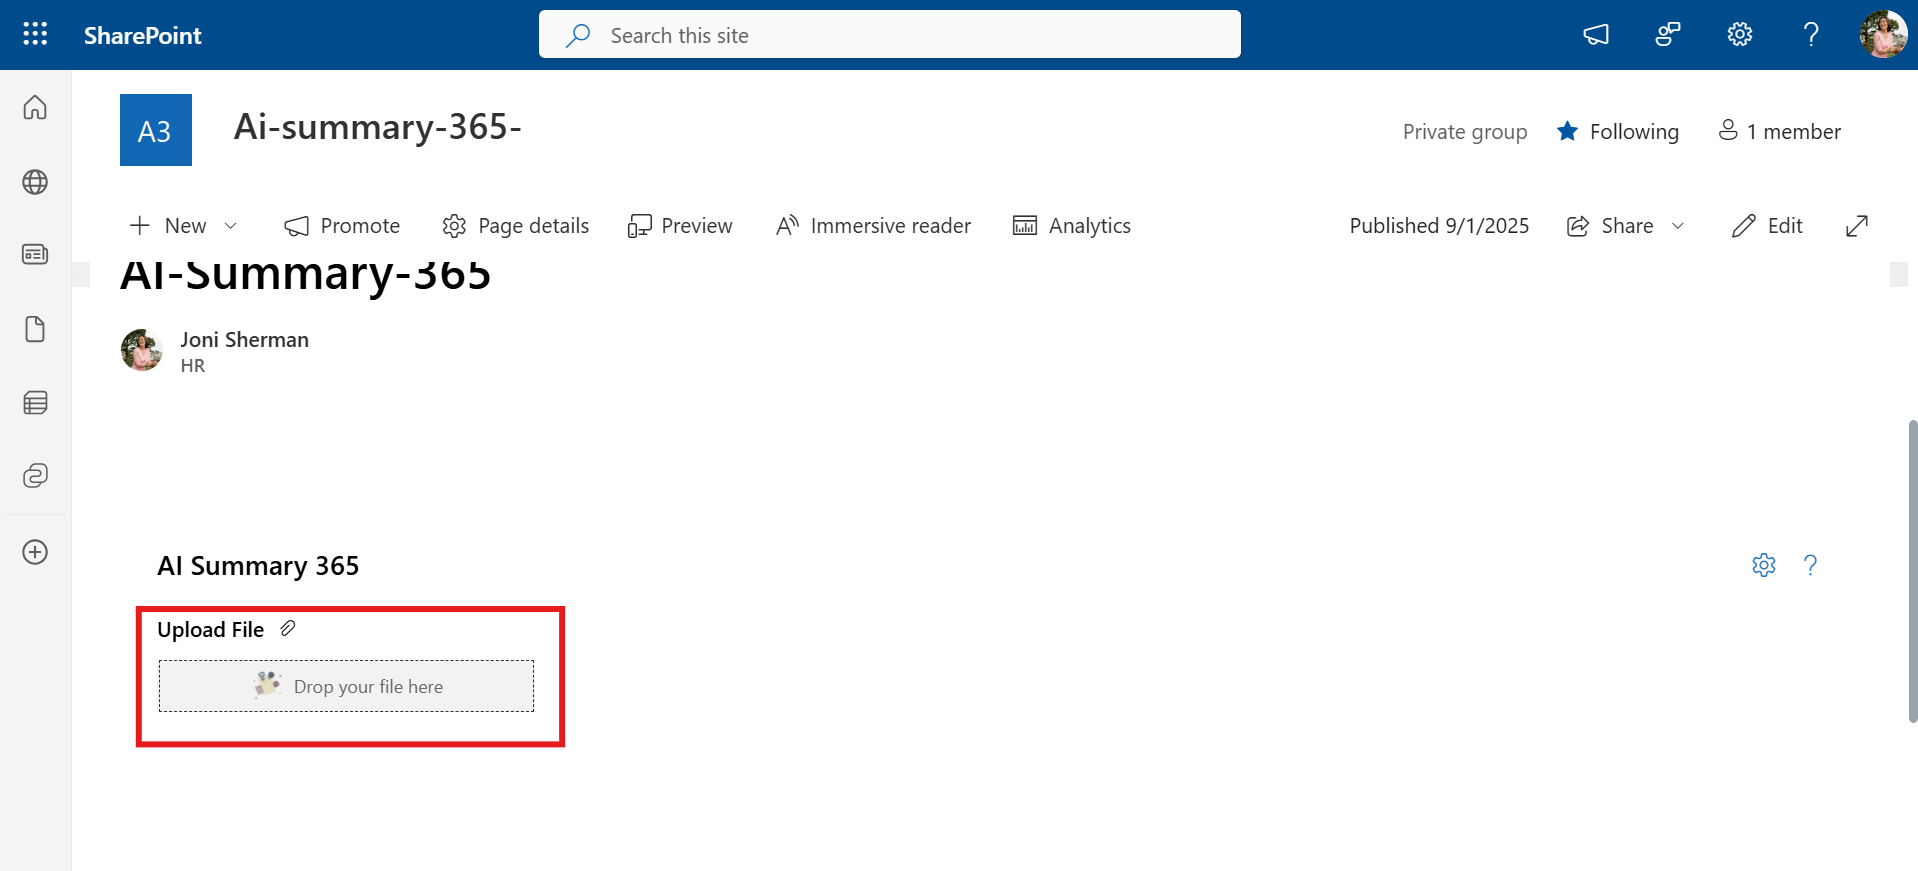 SharePoint
Search this site
A3
Ai-summary-365-
Private group
Following
1 member
New
Promote
Page details
Preview
Immersive reader
Analytics
Published 9/1/2025
Share
Edit
AI-Summary-365
Joni Sherman
HR
AI Summary 365
Upload File
Drop your file here